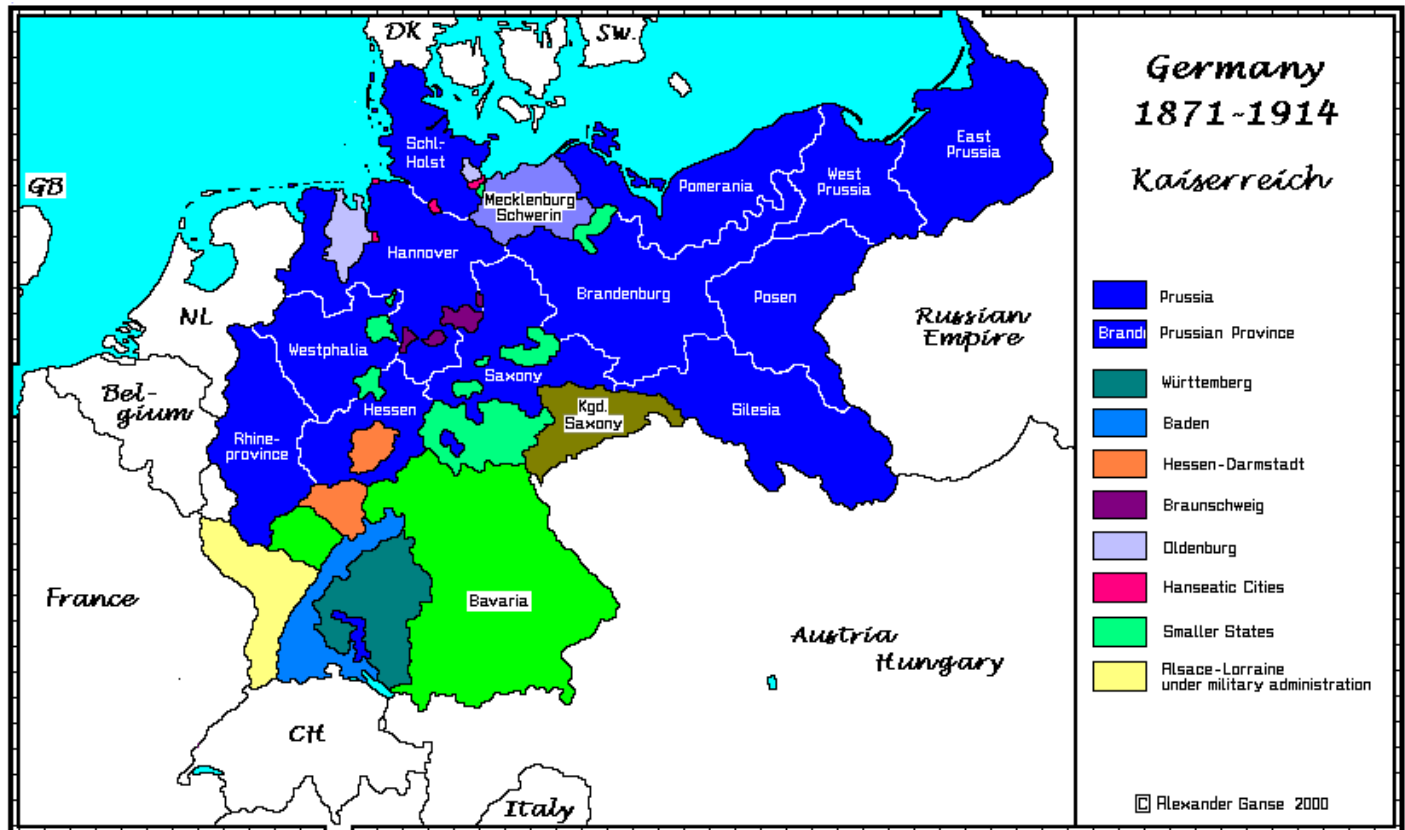 Germany
1871-1914
Kaiserreich
DK
Sw.
GB
Schl-
Holst
East
Prussia
West
Prussia
Pomerania
Mecklenburg
Schwerin
Hannover
Brandenburg
Posen
NL
Russian
Empire
Westphalia
Saxony
Bel-
gium
Hessen
Kgd.
Saxony
Silesia
Rhine-
province
France
Bavaria
Austria
Hungary
CH
Italy
Prussia
Brand
Prussian Province
Württemberg
Baden
Hessen-Darmstadt
Braunschweig
Oldenburg
Hanseatic Cities
Smaller States
Alsace-Lorraine
under military administration
C Alexander Ganse 2000